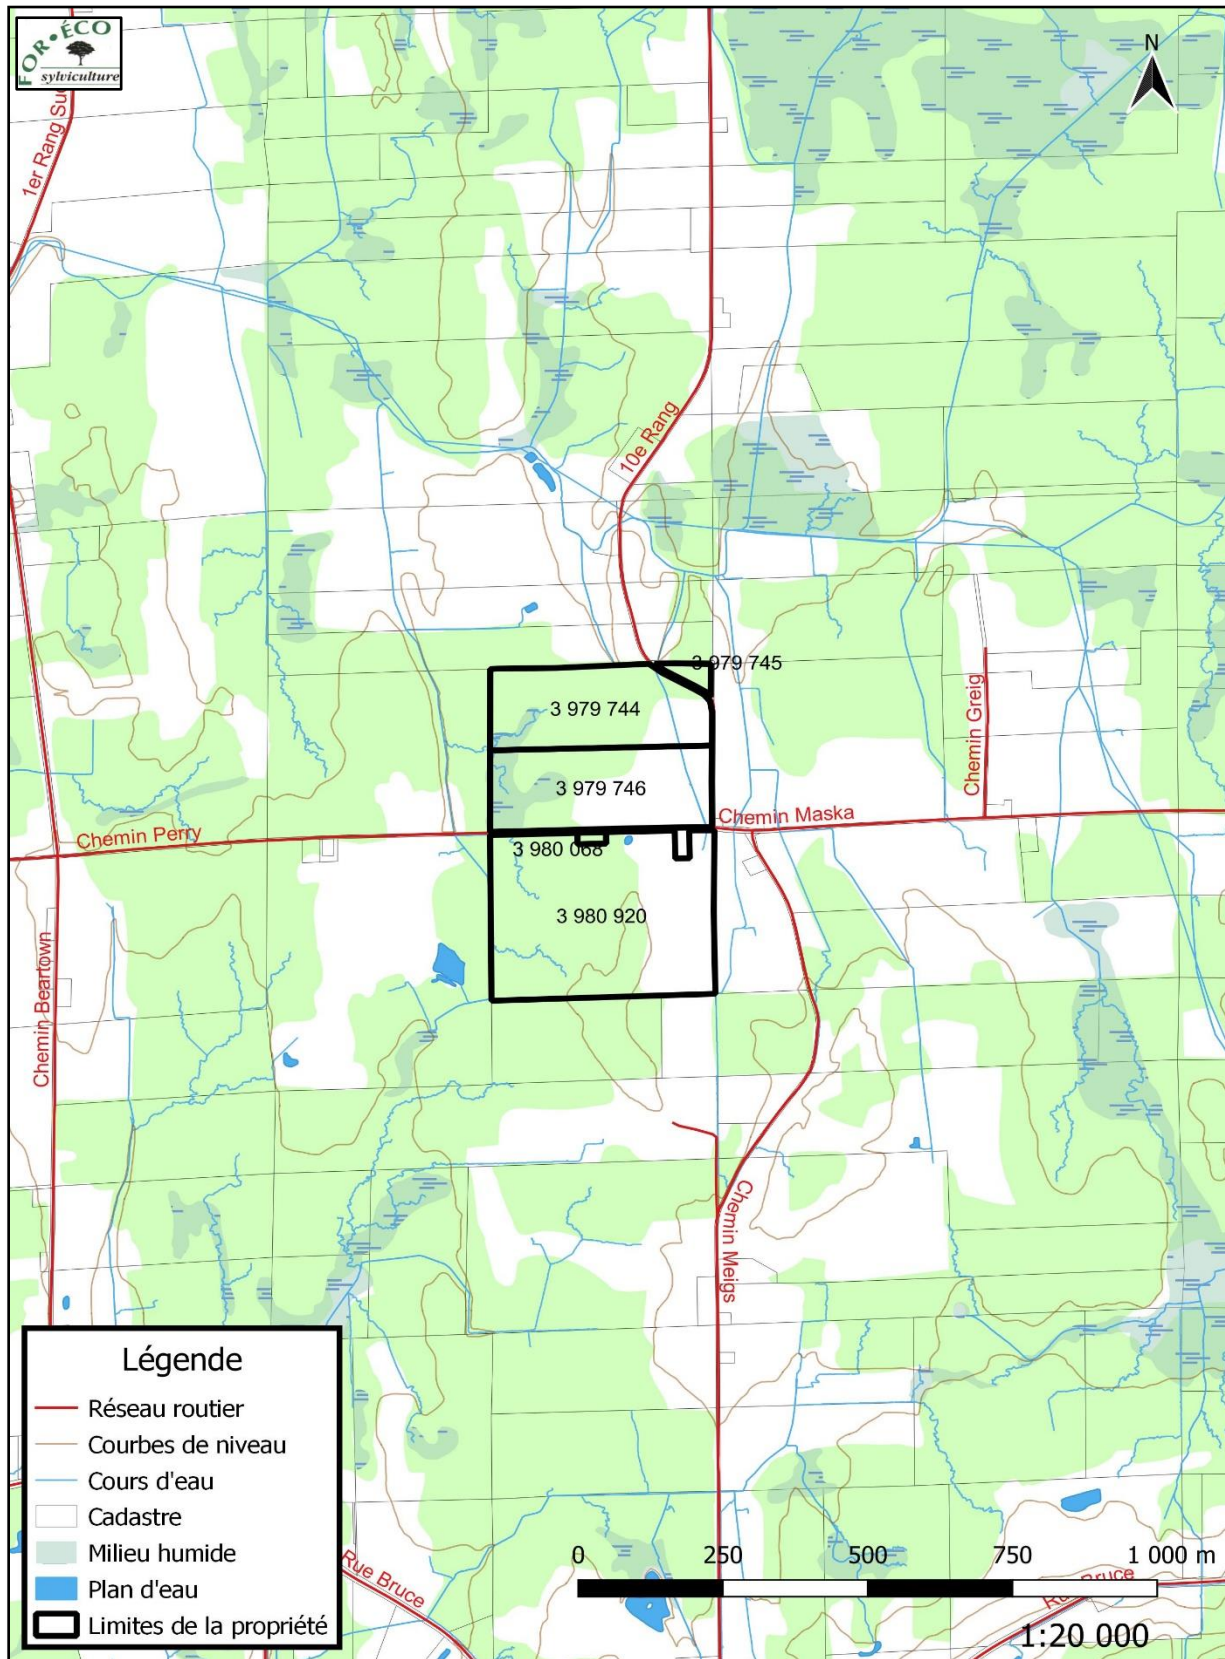 FOR•ÉCO
sylviculture
N
1er Rang Sud
10e Rang
3 979 745
3 979 744
3 979 746
Chemin Greig
Chemin Maska
Chemin Perry
3 980 068
3 980 920
Chemin Beartown
Chemin Meigs
Légende
Réseau routier
Courbes de niveau
Cours d'eau
Cadastre
Milieu humide
Plan d'eau
Limites de la propriété
Rue Bruce
0 250 500 750 1 000 m
Rue Bruce
1:20 000